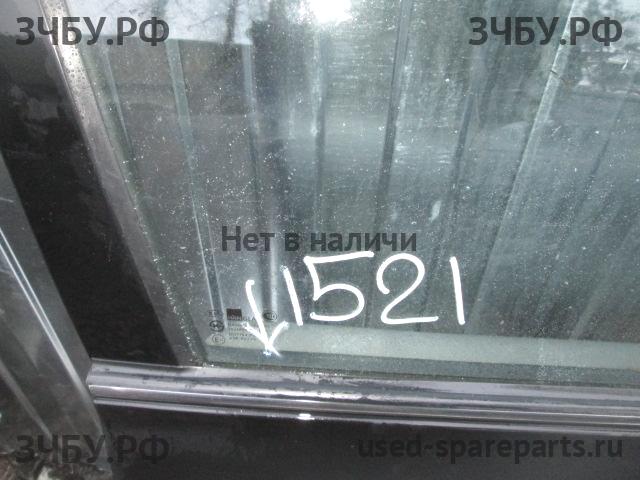 ЗЧБУ.РФ
ЗЧБУ.РФ
Нет в наличи
1521
ЗЧБУ.РФ
used-spareparts.ru